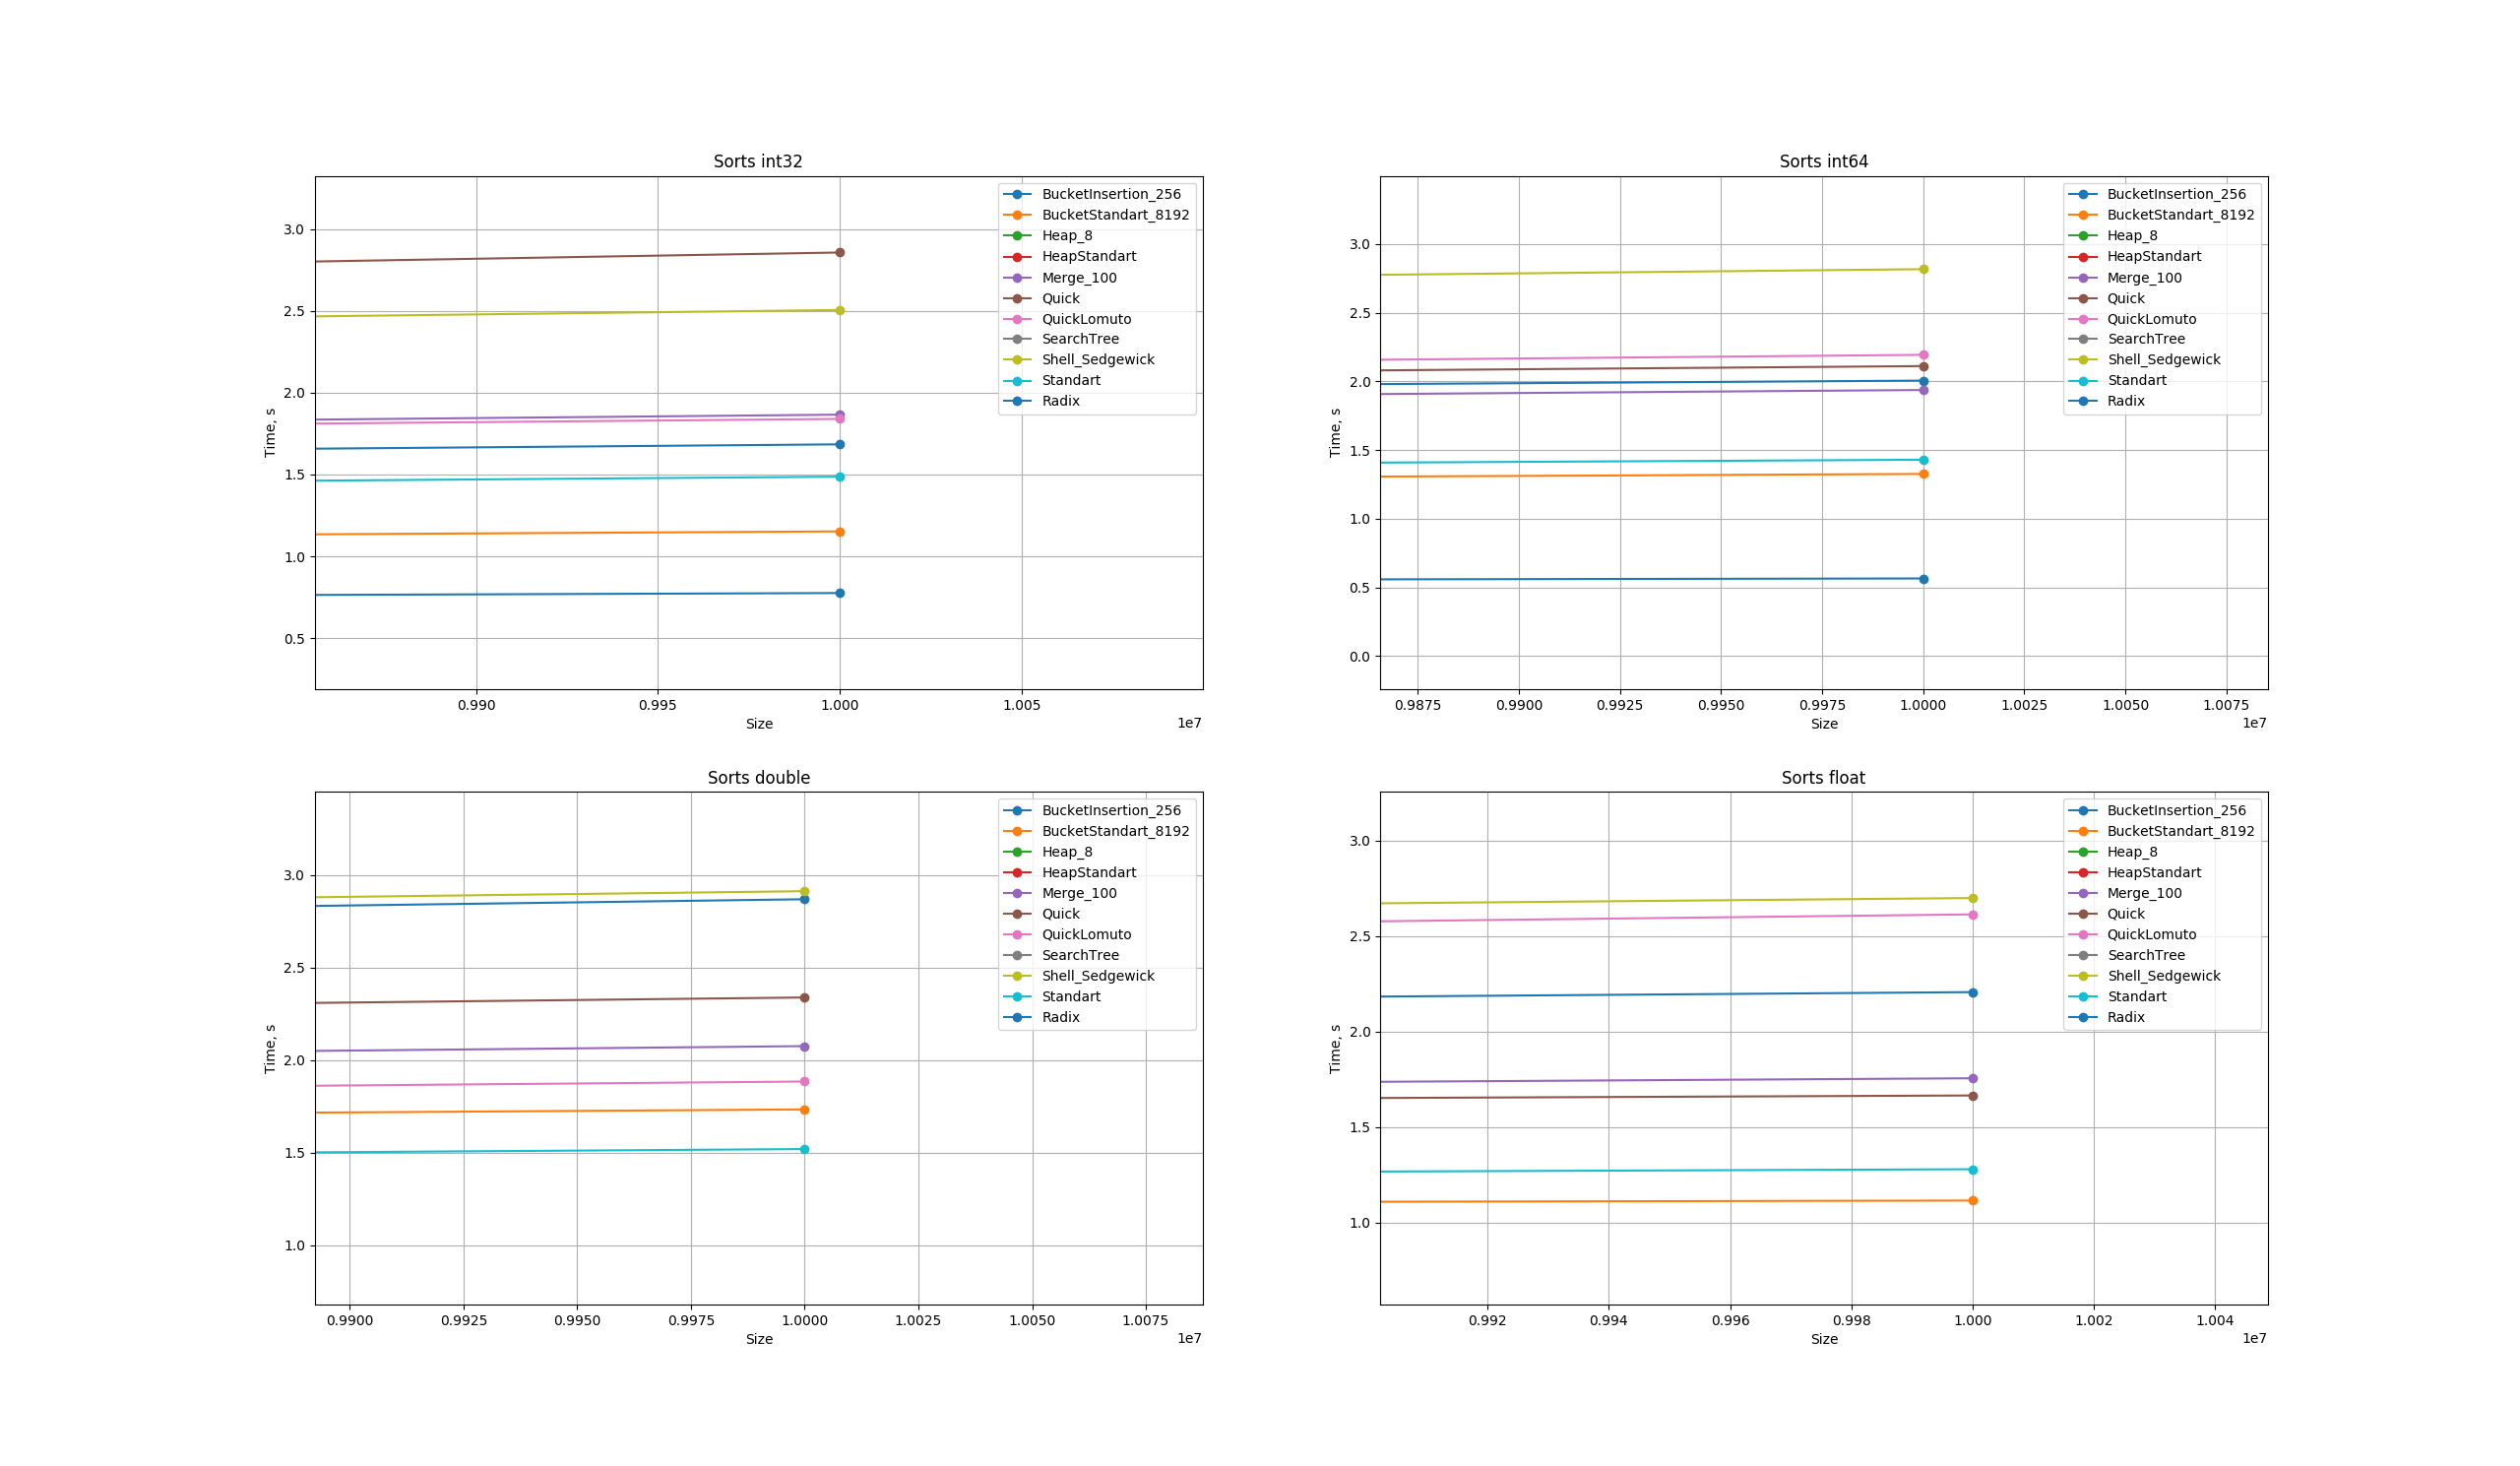 Sorts int32
3.0
2.5
2.0
1.5
1.0
0.5
Time, s
0.990 0.995 1.000 1.005
Size
1e7
BucketInsertion_256
BucketStandart_8192
Heap_8
HeapStandart
Merge_100
Quick
QuickLomuto
SearchTree
Shell_Sedgewick
Standart
Radix
Sorts int64
3.0
2.5
2.0
1.5
1.0
0.5
0.0
Time, s
0.9875 0.9900 0.9925 0.9950 0.9975 1.0000 1.0025 1.0050 1.0075
Size
1e7
BucketInsertion_256
BucketStandart_8192
Heap_8
HeapStandart
Merge_100
Quick
QuickLomuto
SearchTree
Shell_Sedgewick
Standart
Radix
Sorts double
3.0
2.5
2.0
1.5
1.0
Time, s
0.9900 0.9925 0.9950 0.9975 1.0000 1.0025 1.0050 1.0075
Size
1e7
BucketInsertion_256
BucketStandart_8192
Heap_8
HeapStandart
Merge_100
Quick
QuickLomuto
SearchTree
Shell_Sedgewick
Standart
Radix
Sorts float
3.0
2.5
2.0
1.5
1.0
Time, s
0.992 0.994 0.996 0.998 1.000 1.002 1.004
Size
1e7
BucketInsertion_256
BucketStandart_8192
Heap_8
HeapStandart
Merge_100
Quick
QuickLomuto
SearchTree
Shell_Sedgewick
Standart
Radix